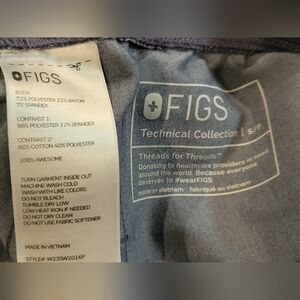 FIGS
BODY:
72% POLYESTER 21% RAYON
7% SPANDEX
CONTRAST 1:
88% POLYESTER 12% SPANDEX
CONTRAST 2:
60% COTTON 40% POLYESTER
100% AWESOME
TURN GARMENT INSIDE OUT
MACHINE WASH COLD
WASH WITH LIKE COLORS
DO NOT BLEACH
TUMBLE DRY LOW
LOW HEAT IRON IF NEEDED
DO NOT DRY CLEAN
DO NOT USE FABRIC SOFTENER
MADE IN VIETNAM
STYLE# W23SW2016P
FIGS
Technical Collection | S/P
Threads for Threads™
Donating to healthcare providers in need
around the world. Because everyone
deserves to #wearFIGS.
made in vietnam fabriqué au vietnam